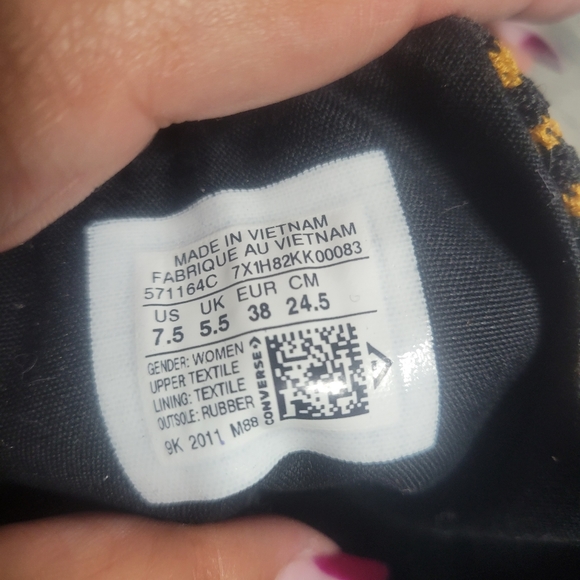 MADE IN VIETNAM
FABRIQUE AU VIETNAM
571164C 7X1H82KK00083
US UK EUR CM
7.5 5.5 38 24.5
GENDER: WOMEN
UPPER TEXTILE
LINING: TEXTILE
OUTSOLE: RUBBER
9K 2011 M88
CONVERSE